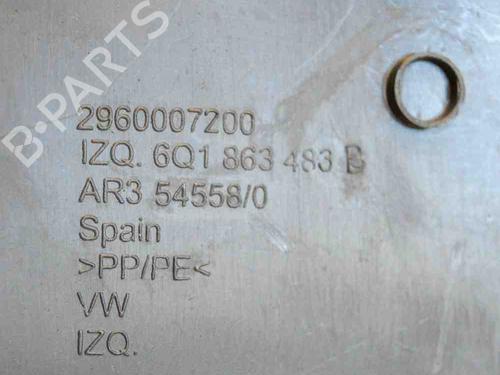 B-PARTS
2960007200
IZQ. 6Q1 863 483 B
AR3 54558/0
Spain
>PP/PE<
VW
IZQ.